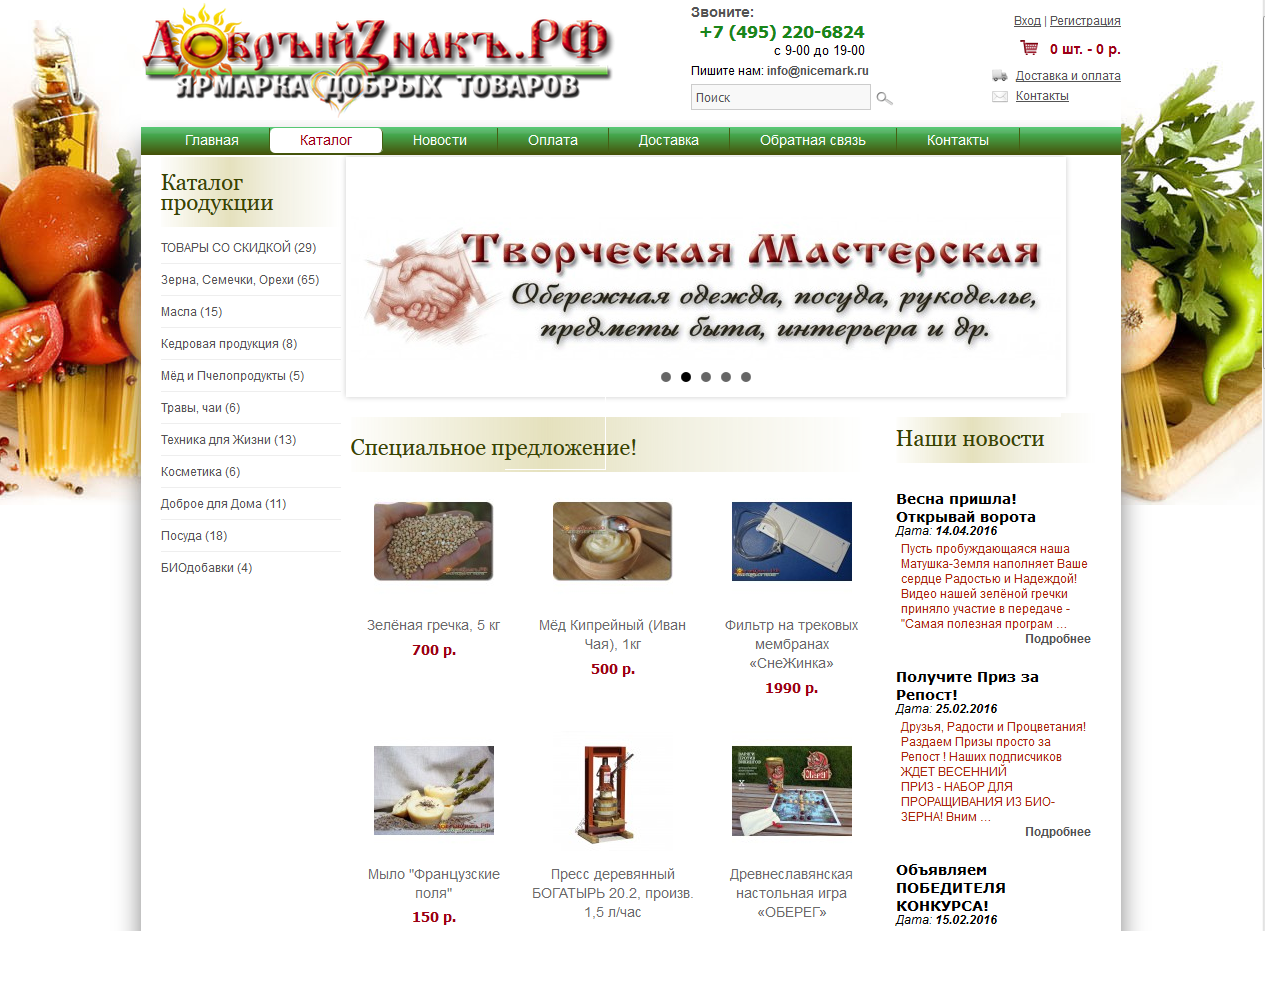 ДобрыйZнакъ.РФ
ЯРМАРКА ДОБРЫХ ТОВАРОВ
Звоните:
+7 (495) 220-6824
с 9-00 до 19-00
Пишите нам: info@nicemark.ru
Поиск
Вход | Регистрация
0 шт. - 0 р.
Доставка и оплата
Контакты
Главная
Каталог
Новости
Оплата
Доставка
Обратная связь
Контакты
Каталог
продукции
ТОВАРЫ СО СКИДКОЙ (29)
Зерна, Семечки, Орехи (65)
Масла (15)
Кедровая продукция (8)
Мёд и Пчелопродукты (5)
Травы, чаи (6)
Техника для Жизни (13)
Косметика (6)
Доброе для Дома (11)
Посуда (18)
БИОдобавки (4)
Творческая Мастерская
Обережная одежда, посуда, рукоделье,
предметы быта, интерьера и др.
Специальное предложение!
Зелёная гречка, 5 кг
700 р.
Мёд Кипрейный (Иван
Чая), 1кг
500 р.
Фильтр на трековых
мембранах
«СнеЖинка»
1990 р.
Мыло "Французские
поля"
150 р.
Пресс деревянный
БОГАТЫРЬ 20.2, произв.
1,5 л/час
Древнеславянская
настольная игра
«ОБЕРЕГ»
Наши новости
Весна пришла!
Открывай ворота
Дата: 14.04.2016
Пусть пробуждающаяся наша
Матушка-Земля наполняет Ваше
сердце Радостью и Надеждой!
Видео нашей зелёной гречки
приняло участие в передаче -
"Самая полезная програм ...
Подробнее
Получите Приз за
Репост!
Дата: 25.02.2016
Друзья, Радости и Процветания!
Раздаем Призы просто за
Репост ! Наших подписчиков
ЖДЕТ ВЕСЕННИЙ
ПРИЗ - НАБОР ДЛЯ
ПРОРАЩИВАНИЯ ИЗ БИО-
ЗЕРНА! Вним ...
Подробнее
Объявляем
ПОБЕДИТЕЛЯ
КОНКУРСА!
Дата: 15.02.2016